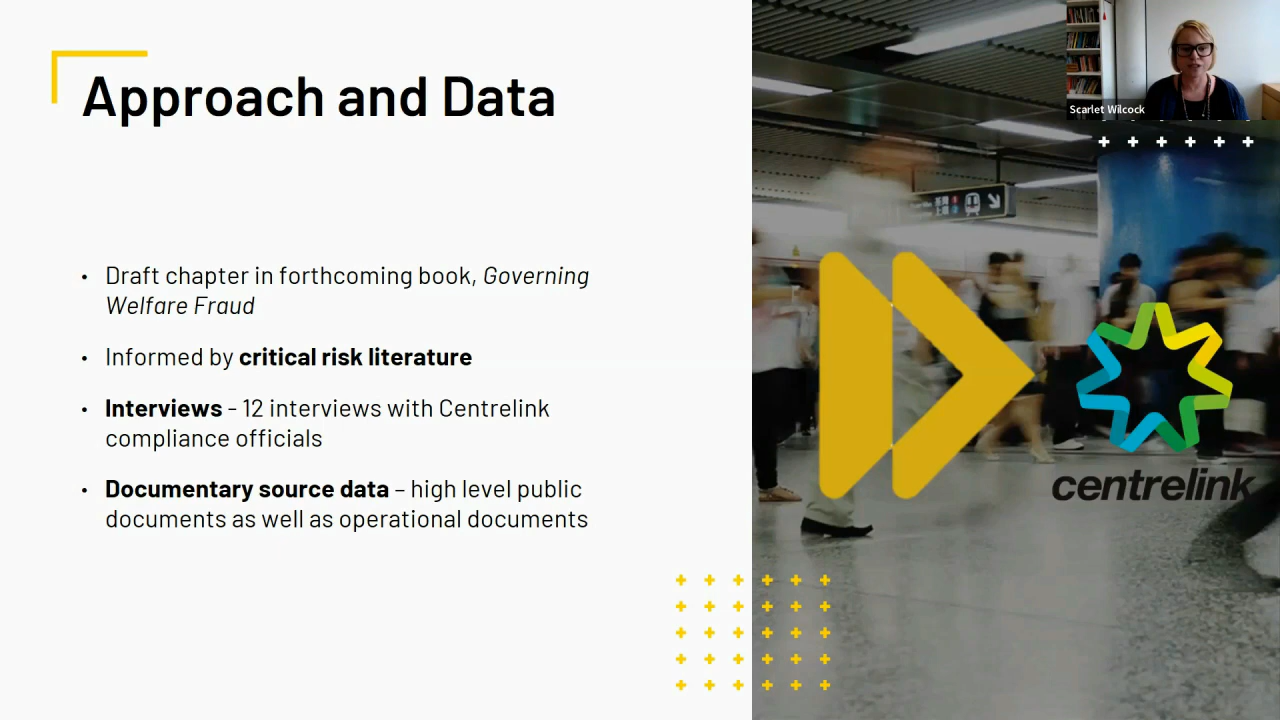 Approach and Data
Scarlet Wilcock
• Draft chapter in forthcoming book, Governing
Welfare Fraud
• Informed by critical risk literature
• Interviews - 12 interviews with Centrelink
compliance officials
• Documentary source data – high level public
documents as well as operational documents
centrelink